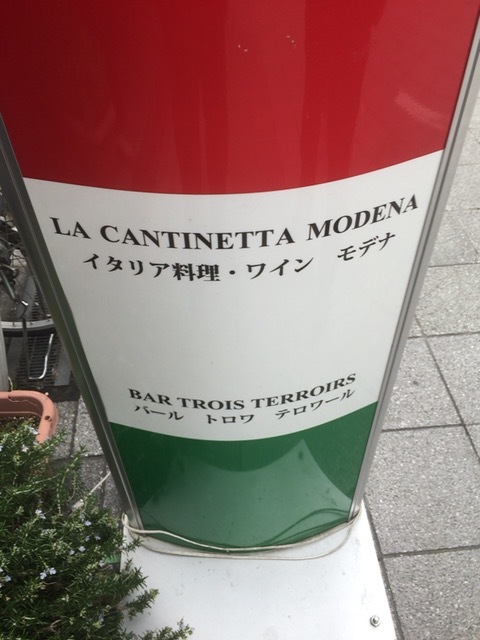 LA CANTINETTA MODENA
イタリア料理・ワイン　モデナ
BAR TROIS TERROIRS
バール　トロワ　テロワール